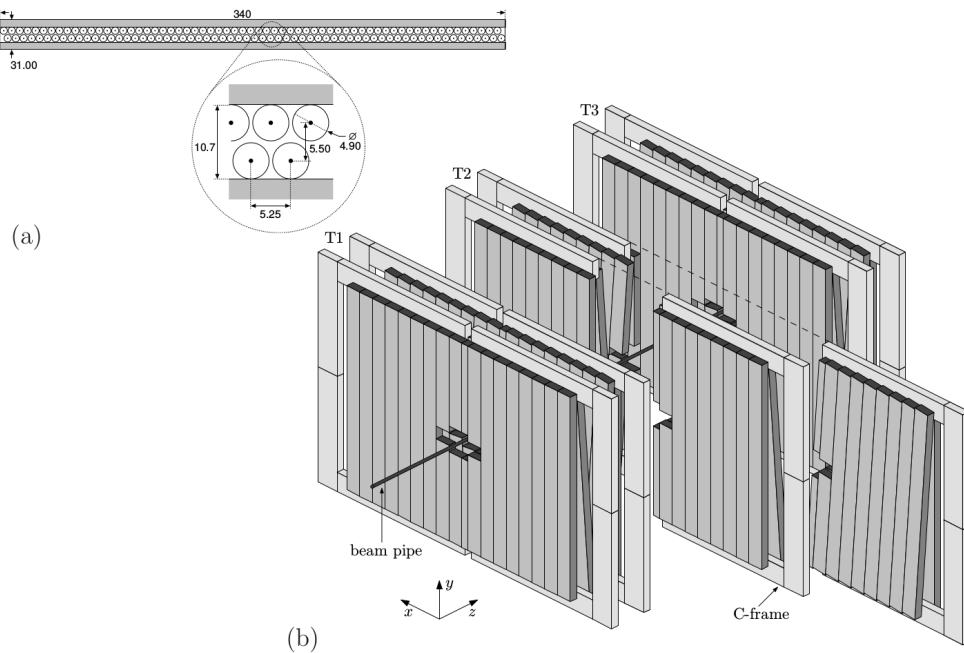 340
31.00
10.7
5.50
⌀
4.90
5.25
(a)
T3
T2
T1
beam pipe
y
x
z
C-frame
(b)